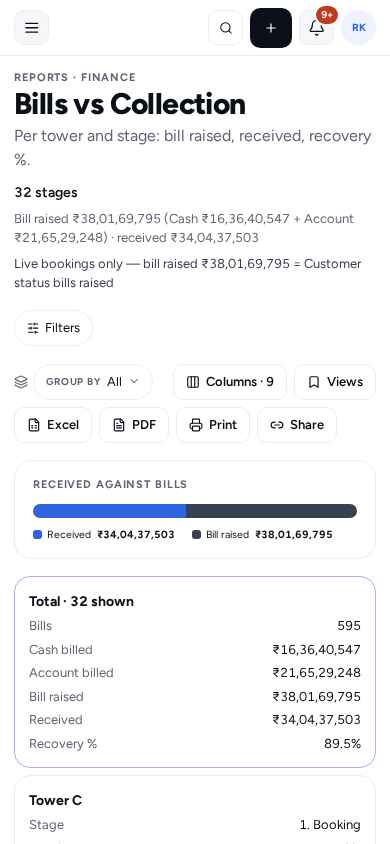 9+
RK
REPORTS · FINANCE
Bills vs Collection
Per tower and stage: bill raised, received, recovery
%.
32 stages
Bill raised ₹38,01,69,795 (Cash ₹16,36,40,547 + Account
₹21,65,29,248) · received ₹34,04,37,503
Live bookings only — bill raised ₹38,01,69,795 = Customer
status bills raised
Filters
GROUP BY All
Columns · 9
Views
Excel
PDF
Print
Share
RECEIVED AGAINST BILLS
Received ₹34,04,37,503 Bill raised ₹38,01,69,795
Total · 32 shown
Bills 595
Cash billed ₹16,36,40,547
Account billed ₹21,65,29,248
Bill raised ₹38,01,69,795
Received ₹34,04,37,503
Recovery % 89.5%
Tower C
Stage 1. Booking